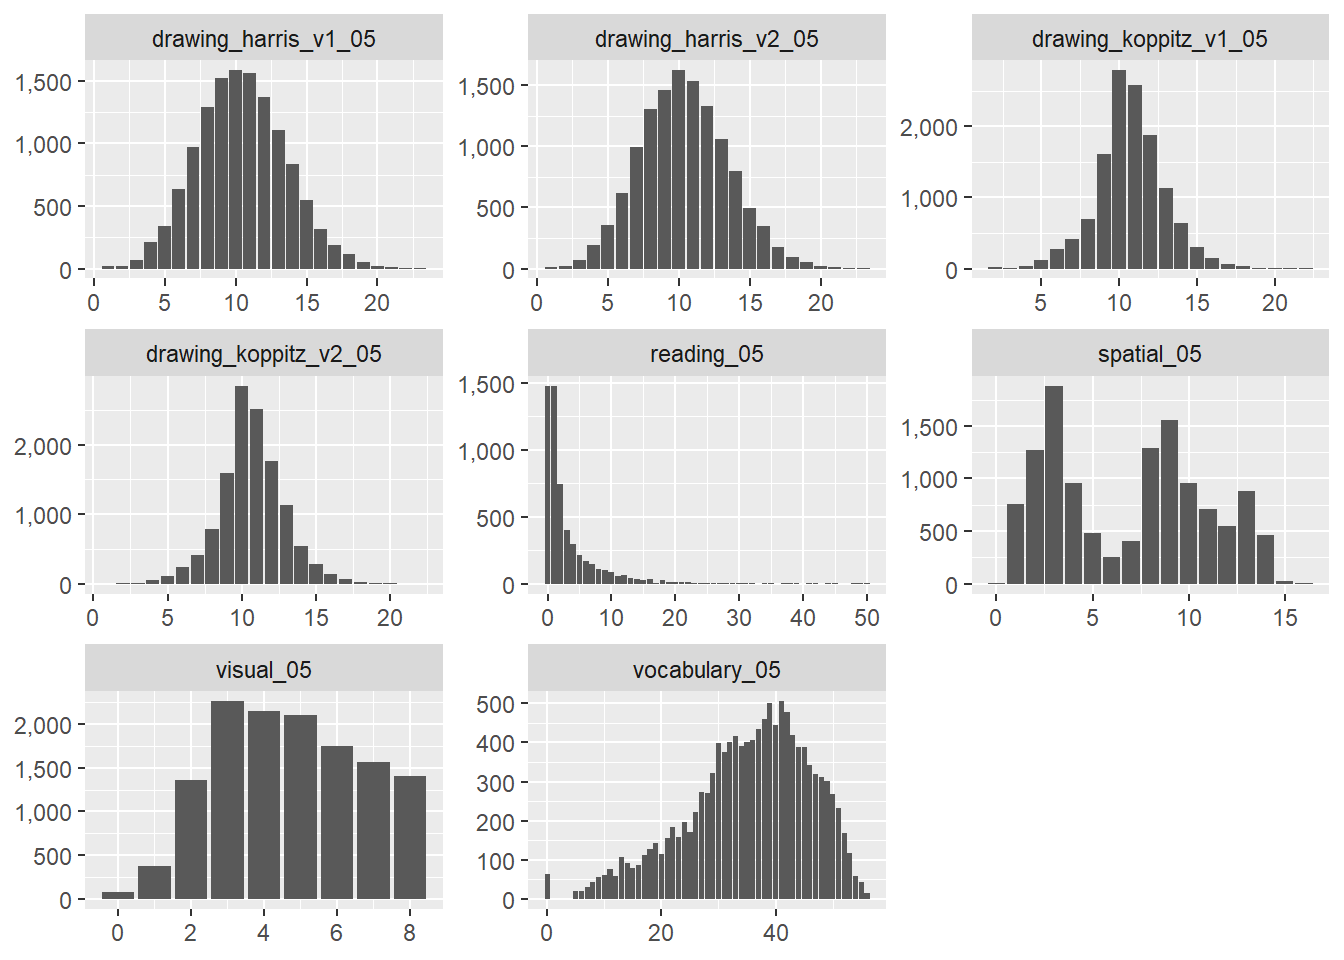 drawing_harris_v1_05
1,500
1,000
500
0
0 5 10 15 20
drawing_harris_v2_05
1,500
1,000
500
0
0 5 10 15 20
drawing_koppitz_v1_05
2,000
1,000
0
5 10 15 20
drawing_koppitz_v2_05
2,000
1,000
0
0 5 10 15 20
reading_05
1,500
1,000
500
0
0 10 20 30 40 50
spatial_05
1,500
1,000
500
0
0 5 10 15
visual_05
2,000
1,500
1,000
500
0
0 2 4 6 8
vocabulary_05
500
400
300
200
100
0
0 20 40